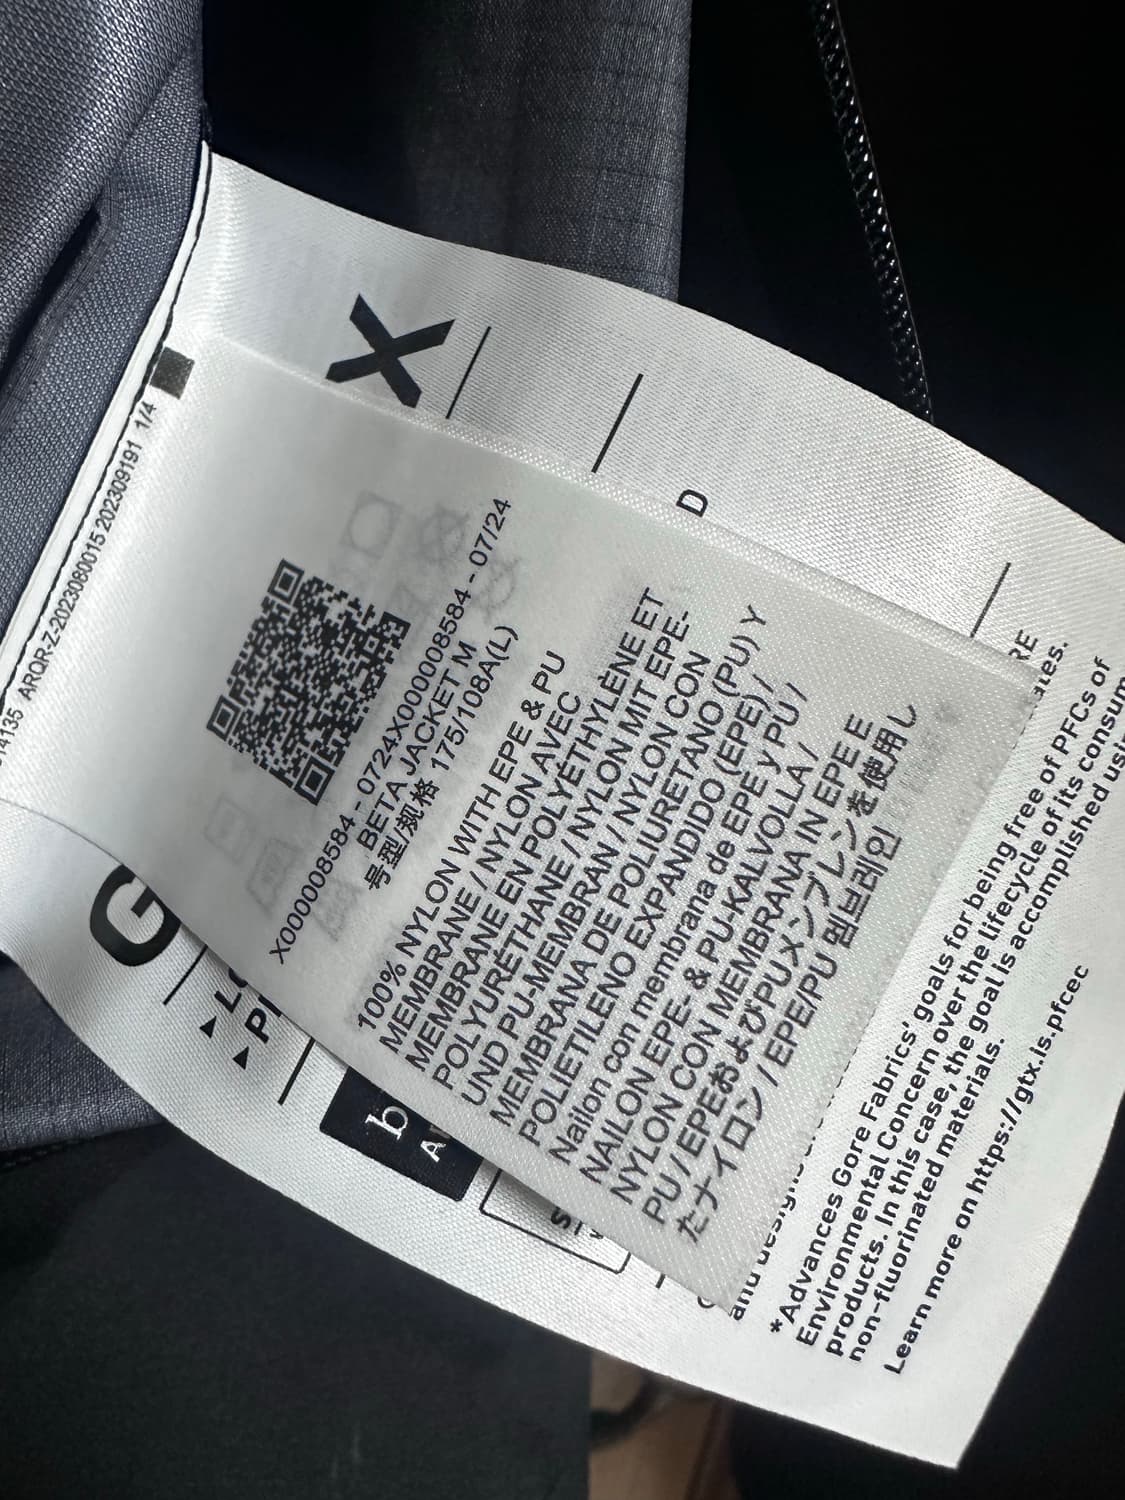 14135 ARQR-Z-2023080015 202309191 1/4
X000008584 - 0724X000008584 - 07/24
BETA JACKET M
号型/规格 175/108A(L)
100% NYLON WITH EPE & PU
MEMBRANE / NYLON AVEC
MEMBRANE EN POLYÉTHYLÈNE ET
POLYURÉTHANE / NYLON MIT EPE-
UND PU-MEMBRAN / NYLON CON
MEMBRANA DE POLIURETANO (PU) Y
POLIETILENO EXPANDIDO (EPE) /
Nailon con membrana de EPE y PU /
NAILON EPE- & PU-KALVOLLA /
NYLON CON MEMBRANA IN EPE E
PU / EPEおよびPUメンブレンを使用し
たナイロン / EPE/PU 멤브레인
G
X
b
and
*Advances Gore Fabrics' goals for being free of PFCs of
Environmental Concern over the lifecycle of its consum
products. In this case, the goal is accomplished us
non-fluorinated materials.
Learn more on https://gtx.is.pfcec